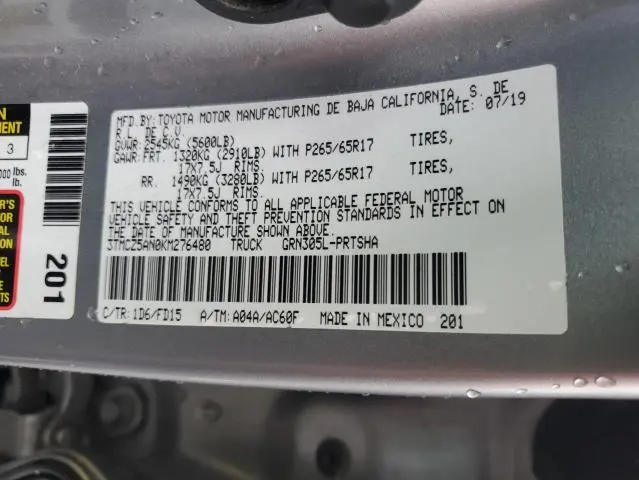 MFD.BY:TOYOTA MOTOR MANUFACTURING DE BAJA CALIFORNIA, S. DE
R.L. DE C.V. 07/19
GVWR:2545KG (5600LB)
GAWR:FRT. 1320KG (2910LB) WITH P265/65R17 TIRES,
17X7.5J RIMS.
RR. 1490KG (3280LB) WITH P265/65R17 TIRES,
17X7.5J RIMS.
THIS VEHICLE CONFORMS TO ALL APPLICABLE FEDERAL MOTOR
VEHICLE SAFETY AND THEFT PREVENTION STANDARDS IN EFFECT ON
THE DATE OF MANUFACTURE SHOWN ABOVE.
3TMCZ5AN0KM276480 TRUCK GRN305L-PRTSHA
C/TR:1D6/FD15 A/TM:A04A/AC60F MADE IN MEXICO 201
3
000 lbs.
201